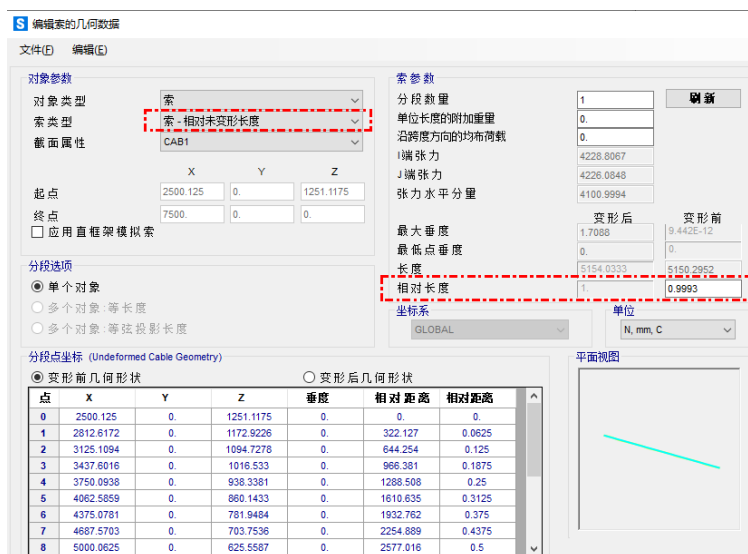 S 编辑索的几何数据
文件(F) 编辑(E)
对象参数
对象类型 索
索类型 索 - 相对未变形长度
截面属性 CAB1
X Y Z
起点 2500.125 0. 1251.1175
终点 7500. 0. 0.
应用直框架模拟索
分段选项
单个对象
多个对象:等长度
多个对象:等弦投影长度
索参数
分段数量 1 刷新
单位长度的附加重量 0.
沿跨度方向的均布荷载 0.
I端张力 4228.8067
J端张力 4226.0848
张力水平分量 4100.9994
变形后 变形前
最大垂度 1.7088 9.442E-12
最低点垂度 0. 0.
长度 5154.0333 5150.2952
相对长度 1. 0.9993
坐标系
GLOBAL
单位
N, mm, C
分段点坐标 (Undeformed Cable Geometry)
变形前几何形状 变形后几何形状
点 X Y Z 垂度 相对距离 相对距离
0 2500.125 0. 1251.1175 0. 0. 0.
1 2812.6172 0. 1172.9226 0. 322.127 0.0625
2 3125.1094 0. 1094.7278 0. 644.254 0.125
3 3437.6016 0. 1016.533 0. 966.381 0.1875
4 3750.0938 0. 938.3381 0. 1288.508 0.25
5 4062.5859 0. 860.1433 0. 1610.635 0.3125
6 4375.0781 0. 781.9484 0. 1932.762 0.375
7 4687.5703 0. 703.7536 0. 2254.889 0.4375
8 5000.0625 0. 625.5587 0. 2577.016 0.5
平面视图